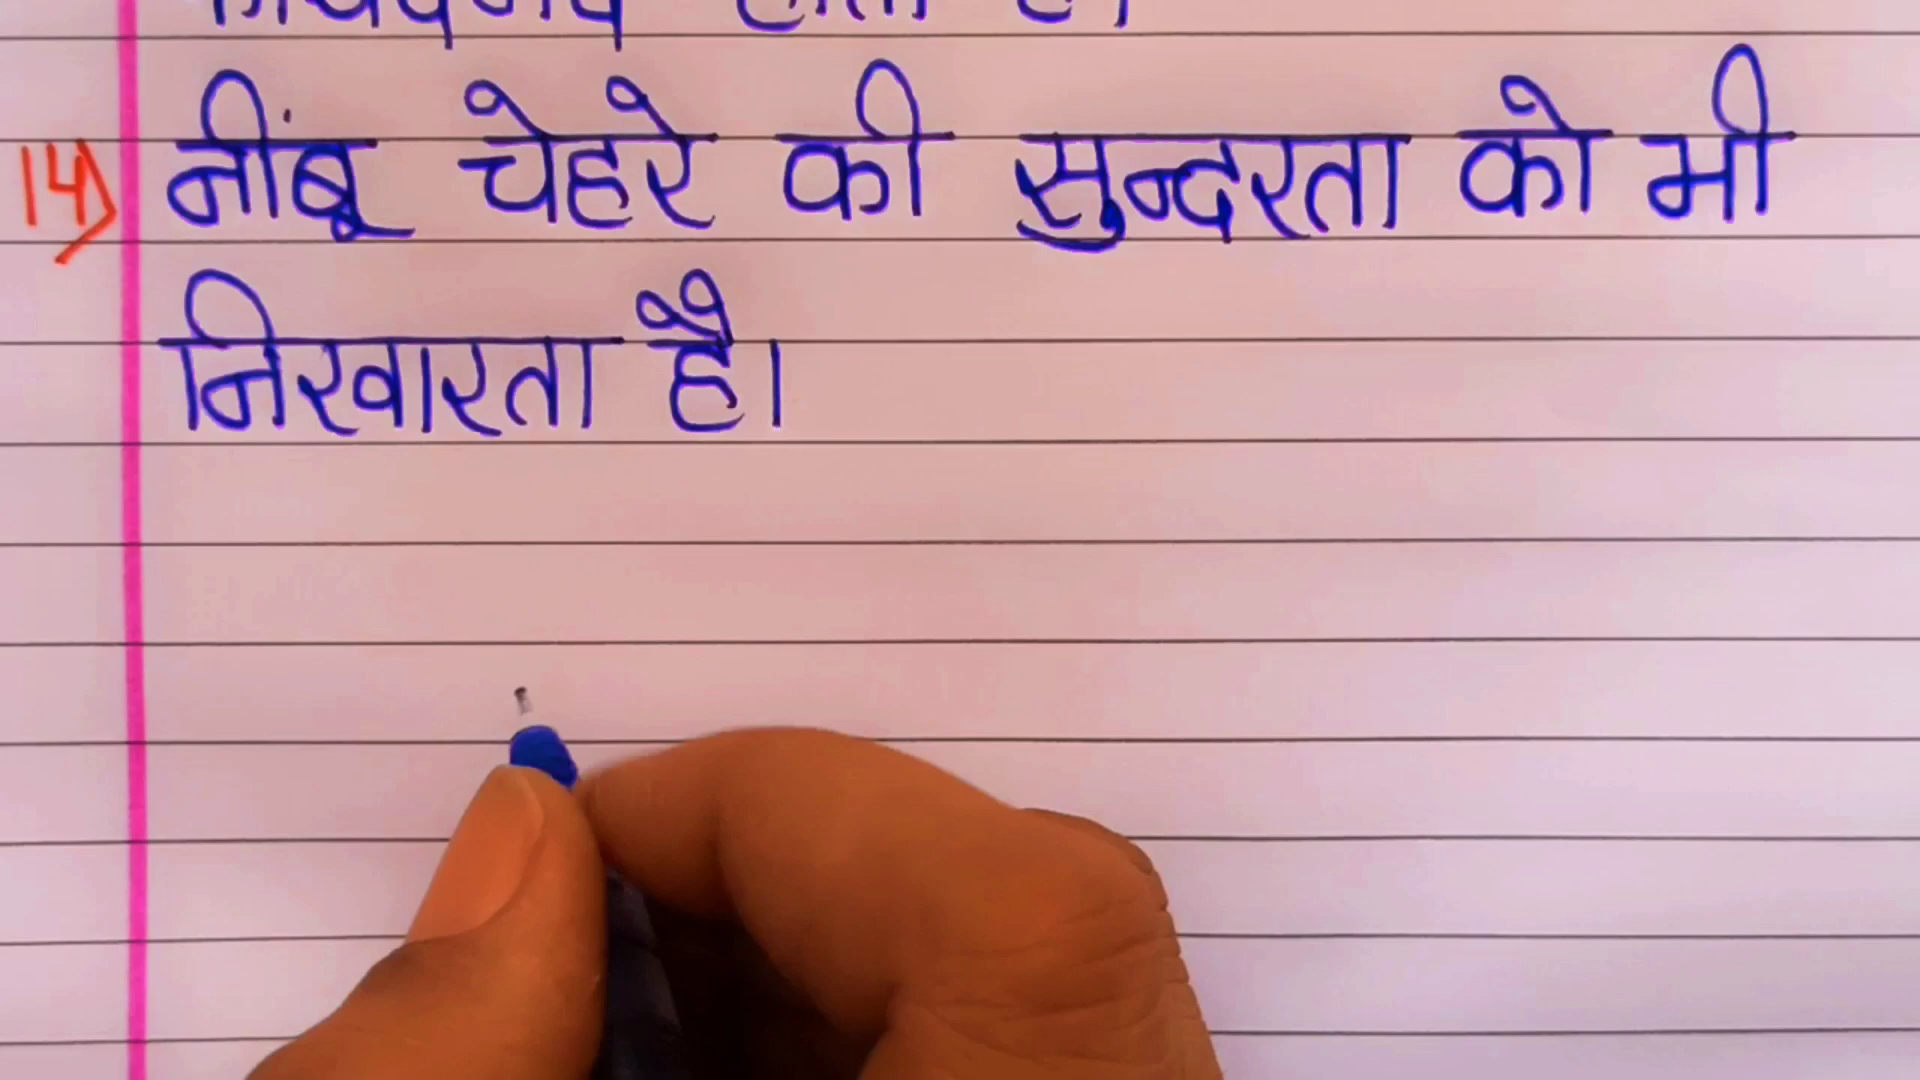 होता है।
14) नींबू चेहरे की सुन्दरता को भी
निखारता है।